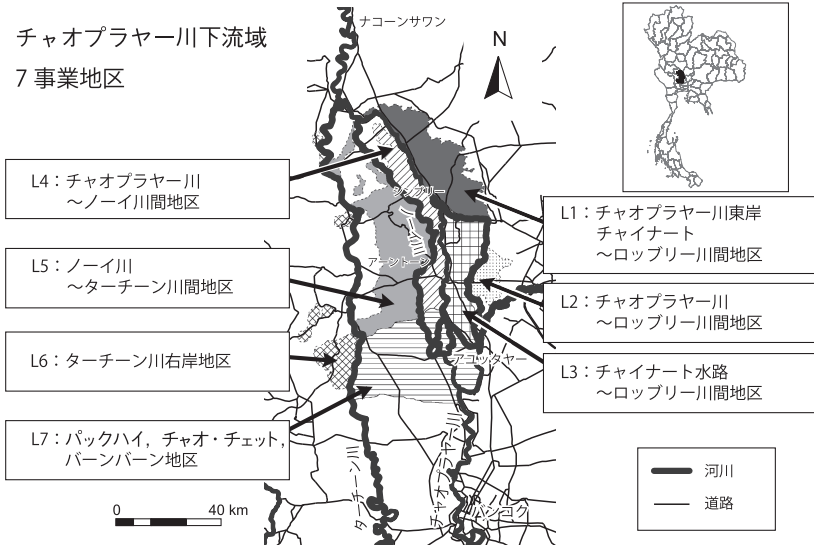 チャオプラヤー川下流域
7 事業地区
ナコーンサワン
N
L4：チャオプラヤー川
～ノーイ川間地区
シンブリー
ノーイ川
L1：チャオプラヤー川東岸
チャイナート
～ロッブリー川間地区
L5：ノーイ川
～ターチーン川間地区
アーントーン
L2：チャオプラヤー川
～ロッブリー川間地区
L6：ターチーン川右岸地区
アユッタヤー
L3：チャイナート水路
～ロッブリー川間地区
L7：パックハイ，チャオ・チェット，
バーンバーン地区
ターチーン川
チャオプラヤー川
バンコク
河川
道路
0 40 km